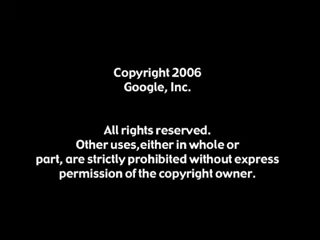 Copyright 2006
Google, Inc.
All rights reserved.
Other uses,either in whole or
part, are strictly prohibited without express
permission of the copyright owner.